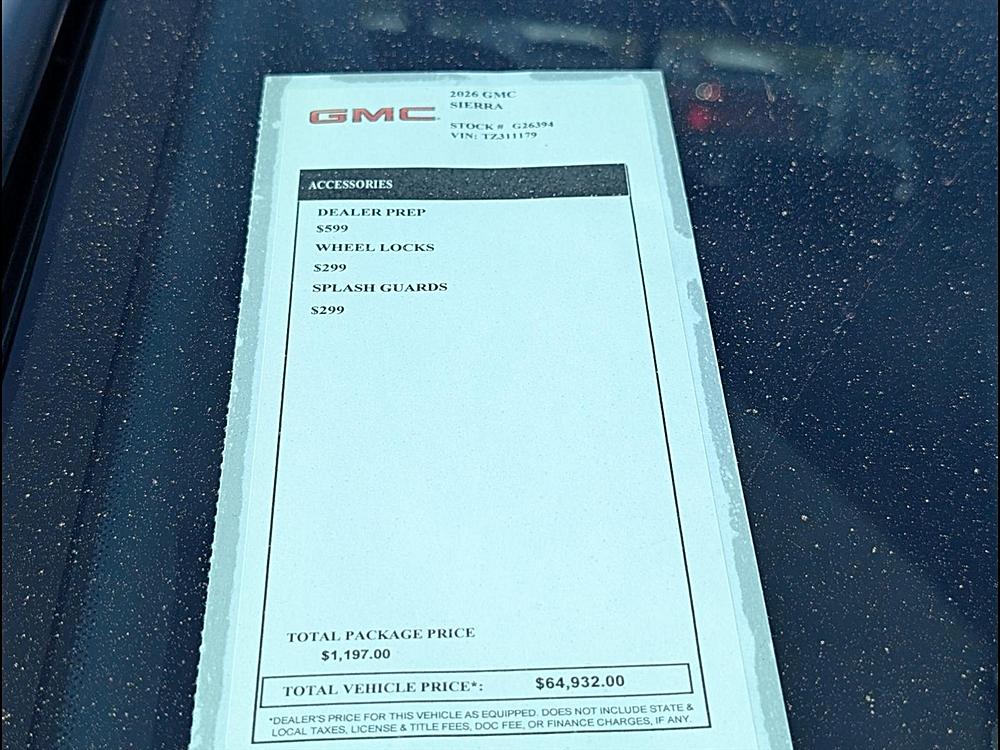 GMC
2026 GMC
SIERRA
STOCK # G26394
VIN: TZ311179
ACCESSORIES
DEALER PREP
$599
WHEEL LOCKS
$299
SPLASH GUARDS
$299
TOTAL PACKAGE PRICE
$1,197.00
TOTAL VEHICLE PRICE*: $64,932.00
*DEALER'S PRICE FOR THIS VEHICLE AS EQUIPPED. DOES NOT INCLUDE STATE &
LOCAL TAXES, LICENSE & TITLE FEES, DOC FEE, OR FINANCE CHARGES, IF ANY.